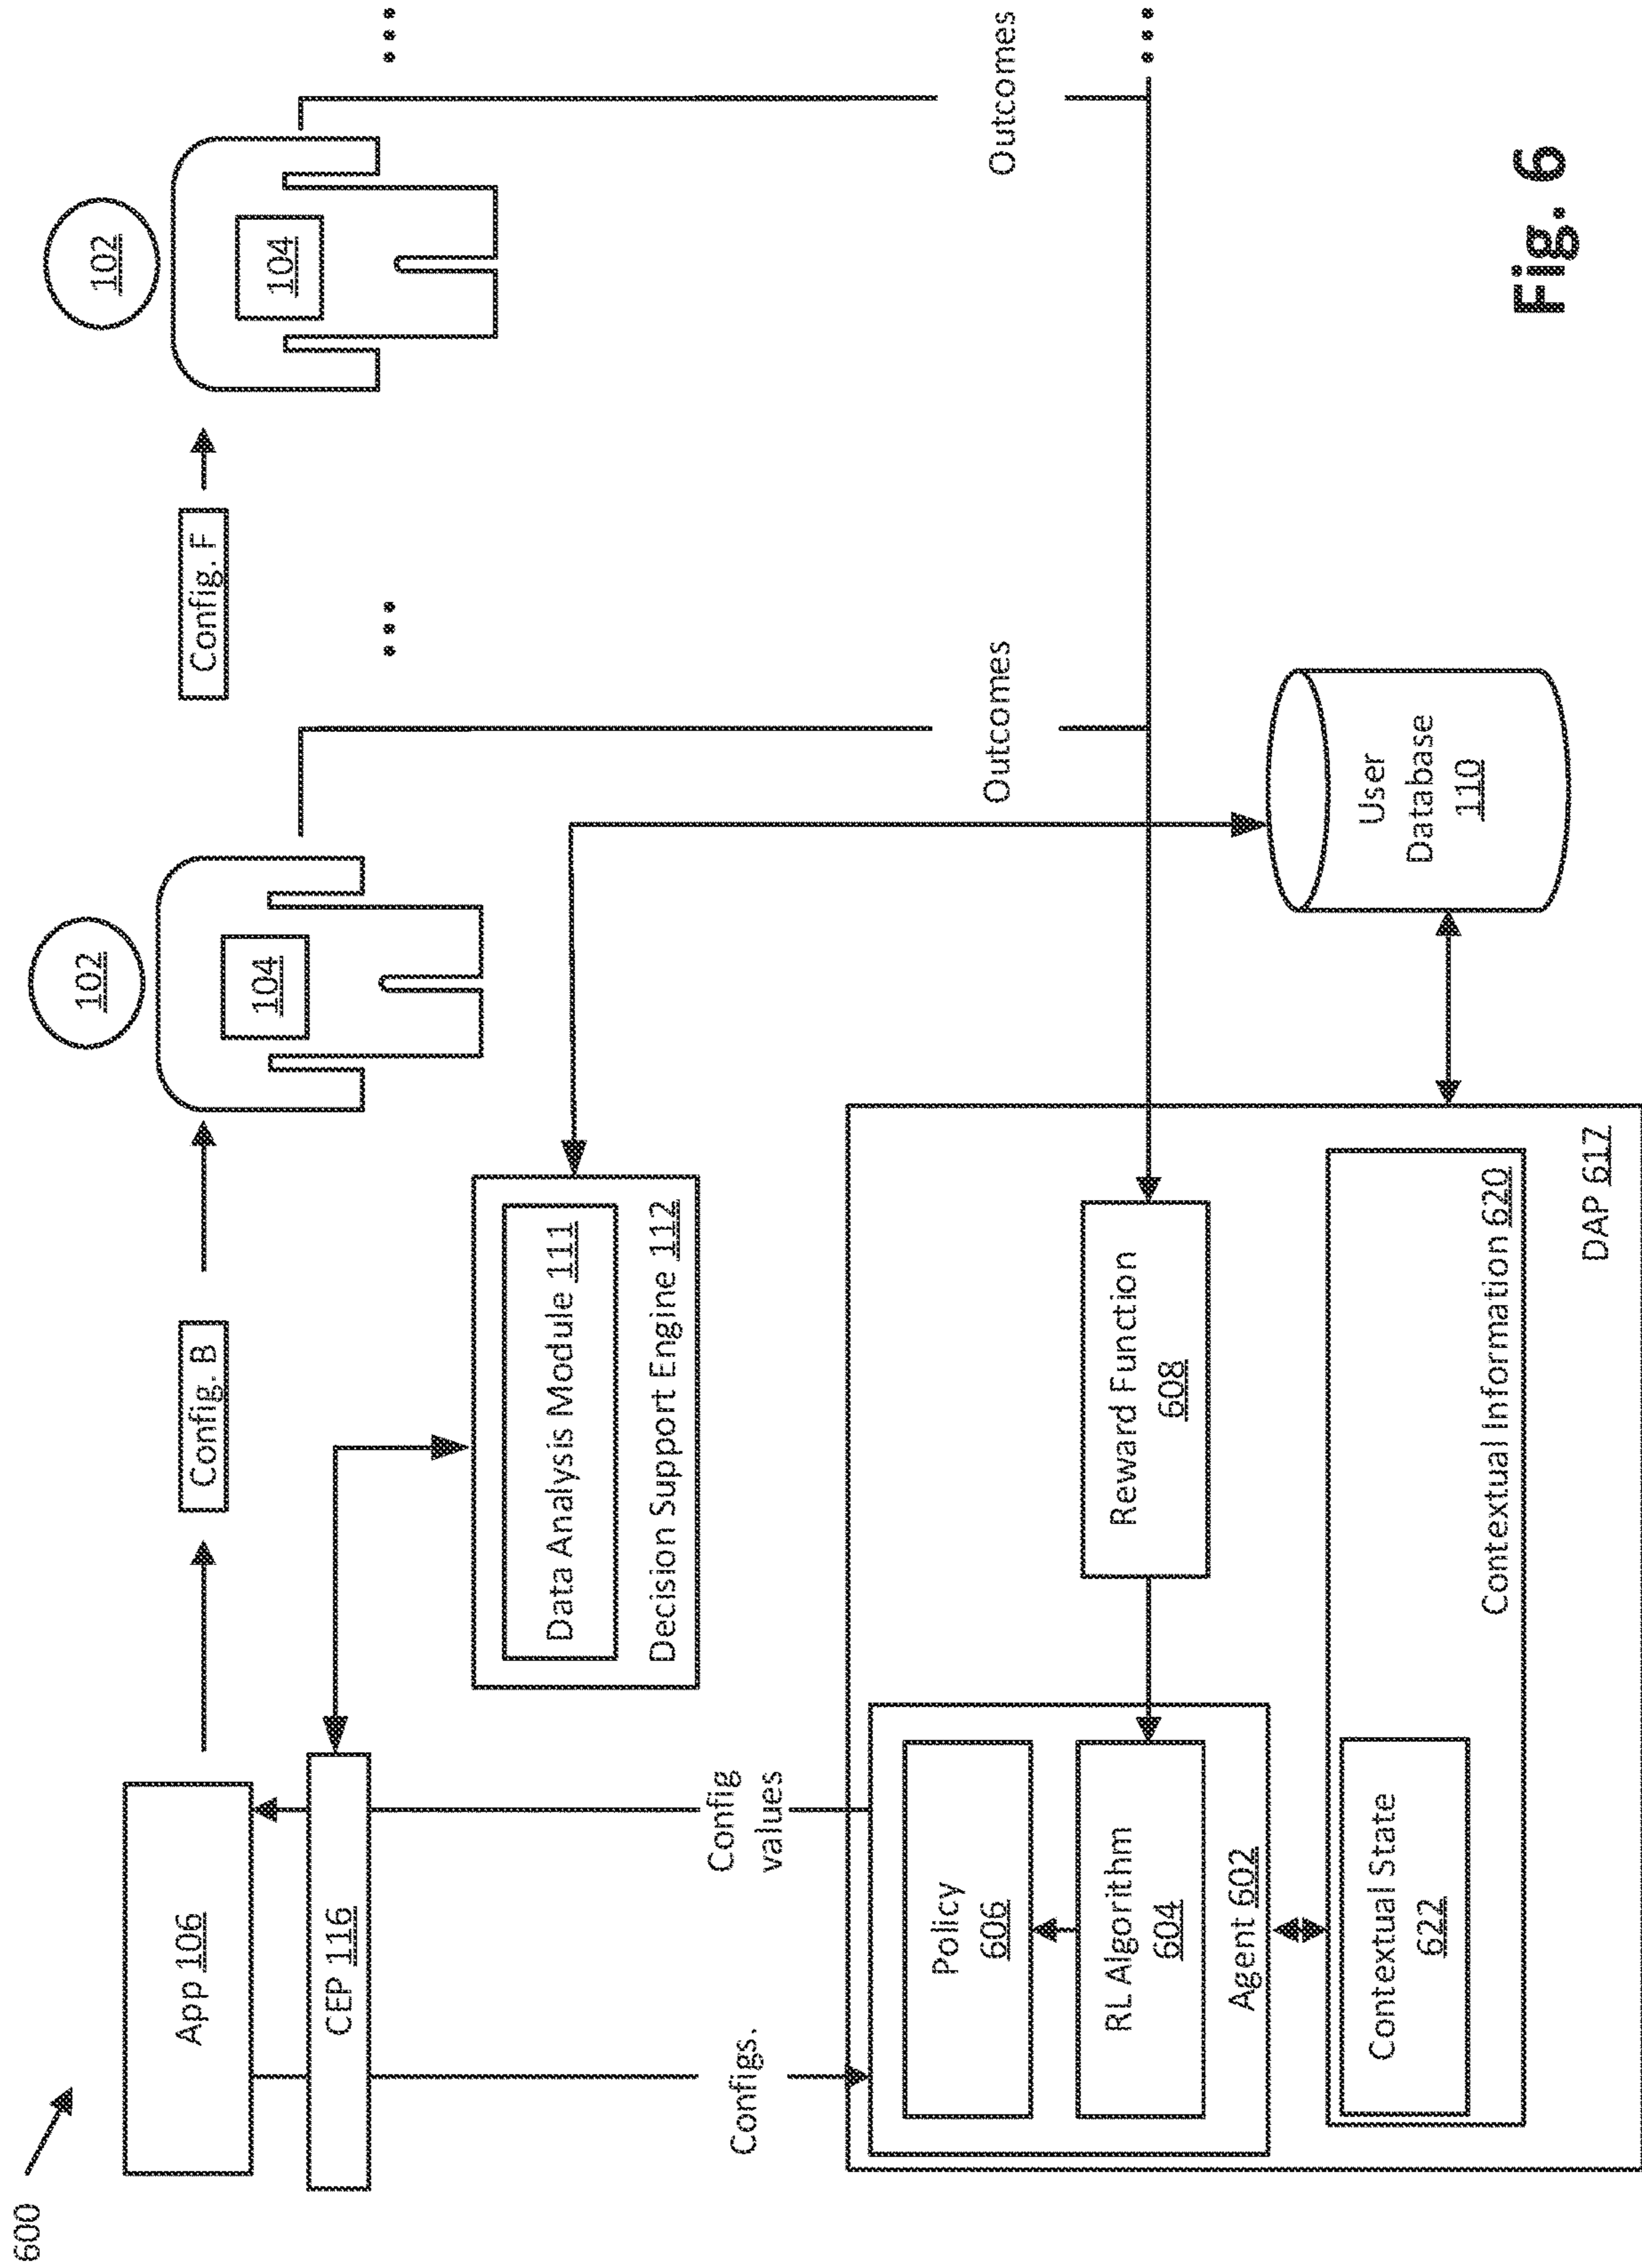 600
App 106
CEP 116
Config. B
102
104
Config. F
102
104
Data Analysis Module 111
Decision Support Engine 112
Configs.
Config
values
Outcomes
Outcomes
Policy
606
RL Algorithm
604
Agent 602
Reward Function
608
User
Database
110
Contextual State
622
Contextual Information 620
DAP 617
Fig. 6